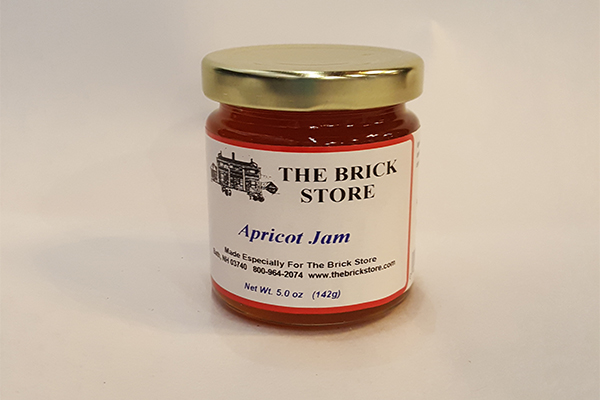 THE BRICK
STORE
Apricot Jam
Made Especially For The Brick Store
Bath, NH 03740 800-964-2074 www.thebrickstore.com
Net Wt. 5.0 oz (142g)